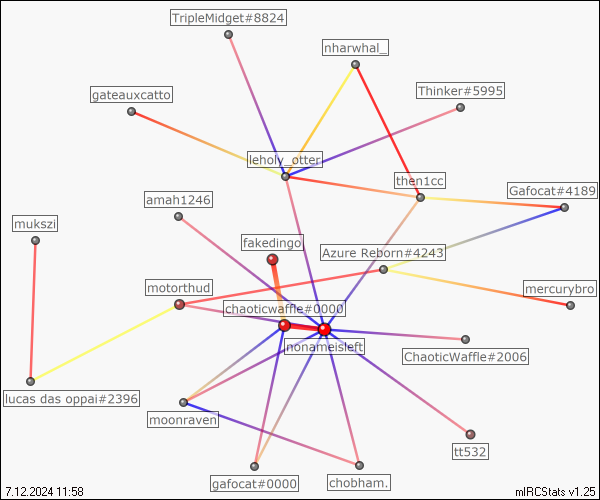 TripleMidget#8824
nharwhal_
gateauxcatto
Thinker#5995
leholy_otter
then1cc
Gafocat#4189
amah1246
mukszi
fakedingo
Azure Reborn#4243
motorthud
mercurybro
chaoticwaffle#0000
nonameisleft
ChaoticWaffle#2006
lucas das oppai#2396
moonraven
tt532
gafocat#0000
chobham.
7.12.2024 11:58
mIRCStats v1.25